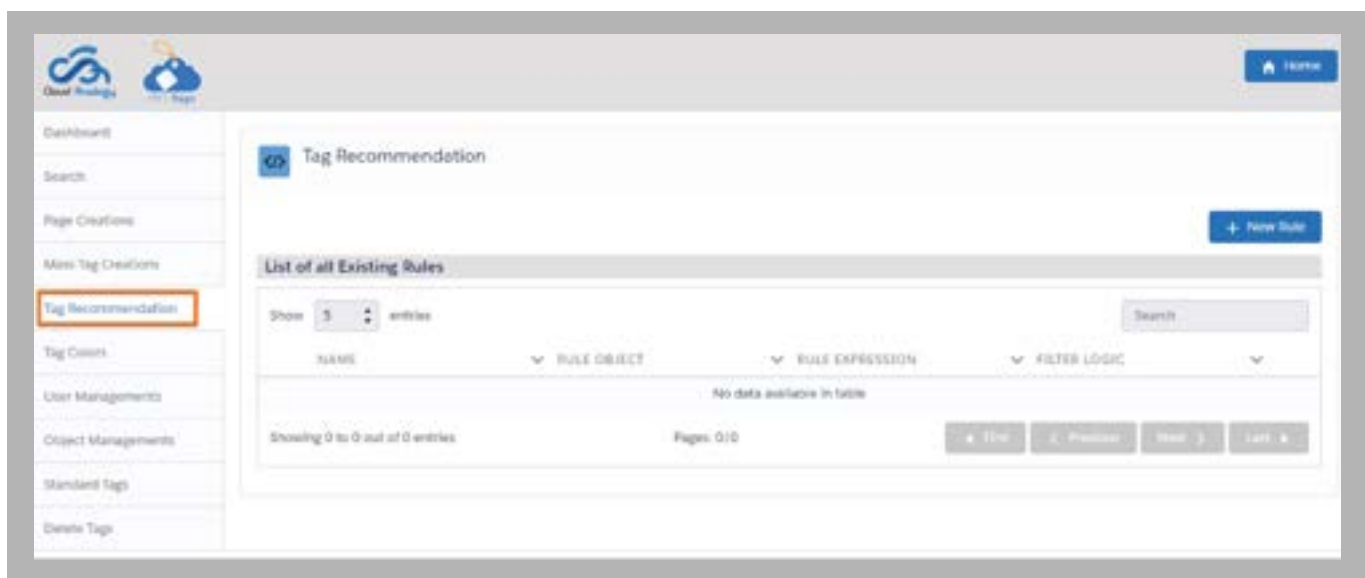 Cloud Analogy
Home
Dashboard
Search
Page Creations
Mass Tag Creations
Tag Recommendation
Tag Colors
User Managements
Object Managements
Standard Tags
Delete Tags
Tag Recommendation
+ New Rule
List of all Existing Rules
Show 5 entries
Search
NAME RULE OBJECT RULE EXPRESSION FILTER LOGIC
No data available in table
Showing 0 to 0 out of 0 entries Pages: 0/0 First Previous Next Last